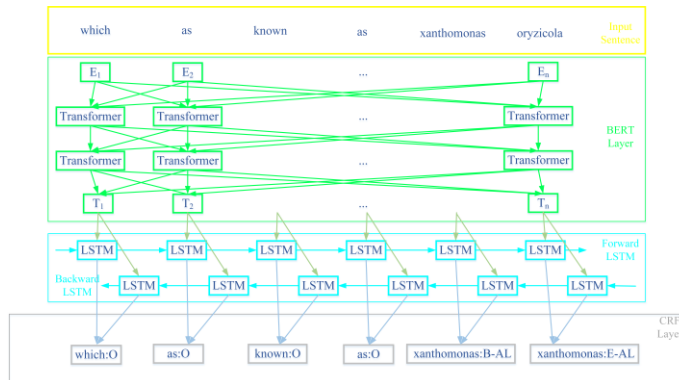 which as known as xanthomonas oryzicola
Input
Sentence
E1 E2 ... En
Transformer Transformer ... Transformer
BERT
Layer
Transformer Transformer ... Transformer
T1 T2 ... Tn
LSTM LSTM LSTM LSTM LSTM LSTM
Forward
LSTM
Backward
LSTM
LSTM LSTM LSTM LSTM LSTM LSTM
CRF
Layer
which:O as:O known:O as:O xanthomonas:B-AL xanthomonas:E-AL